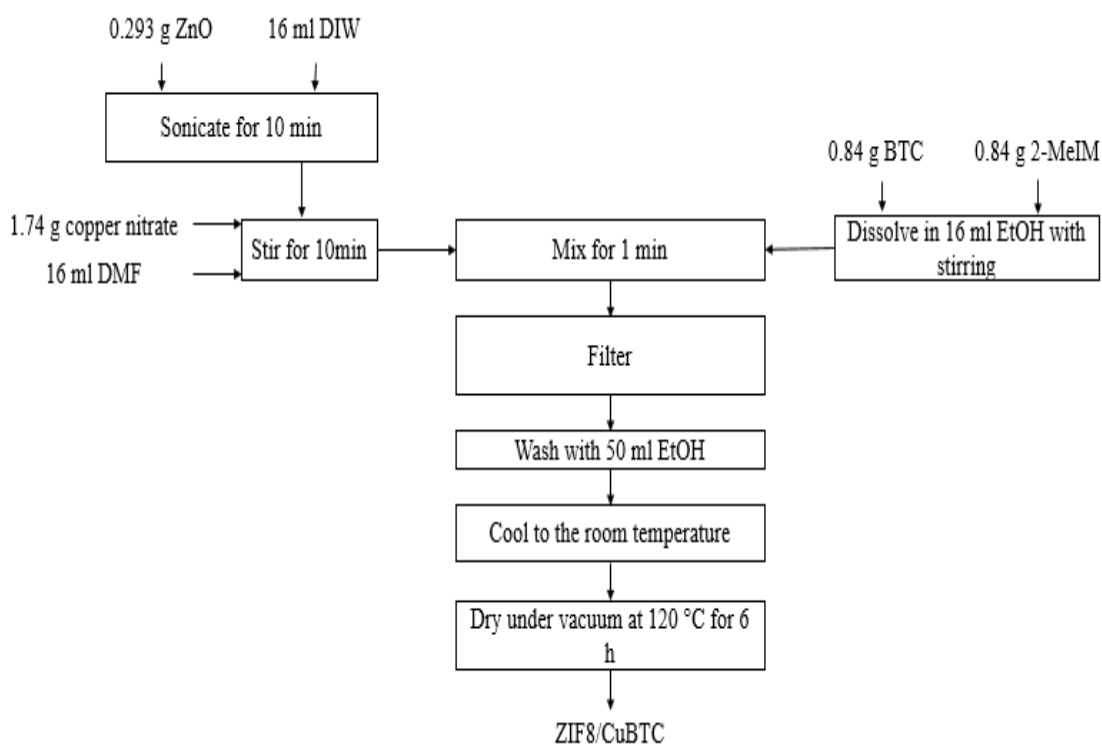 0.293 g ZnO
16 ml DIW
Sonicate for 10 min
0.84 g BTC
0.84 g 2-MeIM
1.74 g copper nitrate
16 ml DMF
Stir for 10min
Mix for 1 min
Dissolve in 16 ml EtOH with
stirring
Filter
Wash with 50 ml EtOH
Cool to the room temperature
Dry under vacuum at 120 °C for 6
h
ZIF8/CuBTC